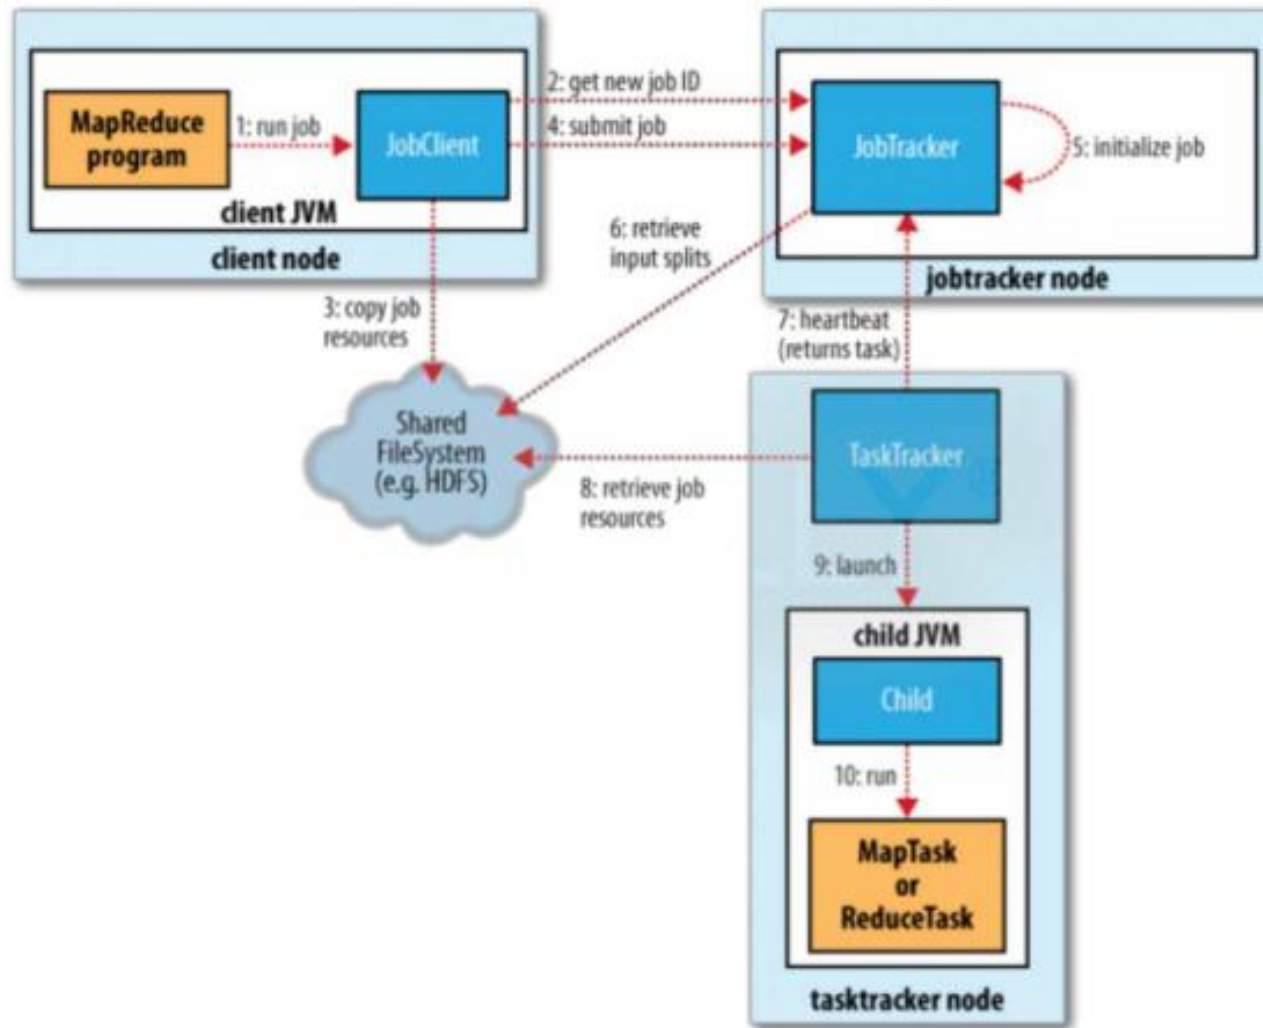 MapReduce
program
1: run job
JobClient
client JVM
client node
2: get new job ID
4: submit job
JobTracker
5: initialize job
jobtracker node
3: copy job
resources
6: retrieve
input splits
7: heartbeat
(returns task)
Shared
FileSystem
(e.g. HDFS)
8: retrieve job
resources
TaskTracker
9: launch
child JVM
Child
10: run
MapTask
or
ReduceTask
tasktracker node